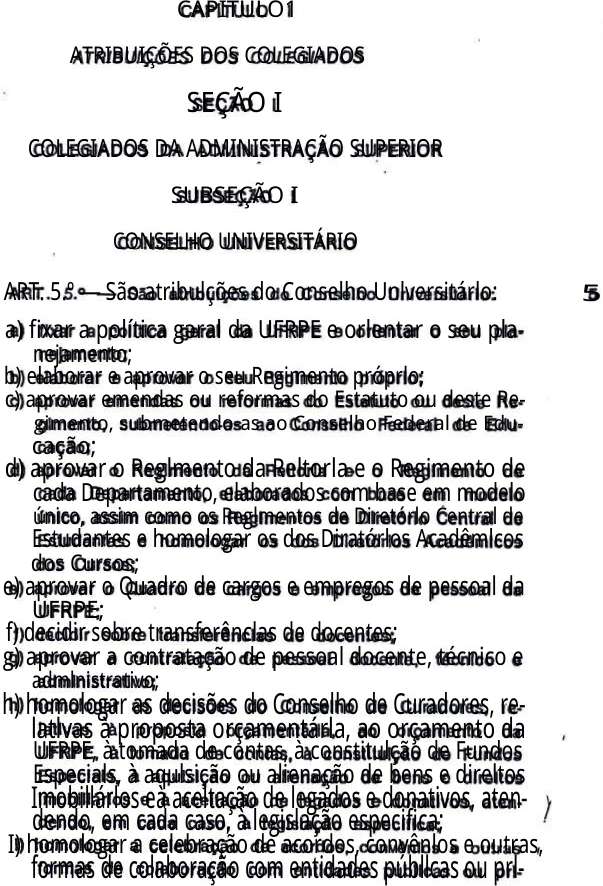 CAPÍTULO I
ATRIBUIÇÕES DOS COLEGIADOS
SEÇÃO I
COLEGIADOS DA ADMINISTRAÇÃO SUPERIOR
SUBSEÇÃO I
CONSELHO UNIVERSITÁRIO
ART. 5.º — São atribuições do Conselho Universitário: 5
a) fixar a política geral da UFRPE e orientar o seu pla-
nejamento;
b) elaborar e aprovar o seu Regimento próprio;
c) aprovar emendas ou reformas do Estatuto ou deste Re-
gimento, submetendo-as ao Conselho Federal de Edu-
cação;
d) aprovar o Regimento da Reitoria e o Regimento de
cada Departamento, elaborados com base em modelo
único, assim como os Regimentos de Diretório Central de
Estudantes e homologar os dos Diratórios Acadêmicos
dos Cursos;
e) aprovar o Quadro de cargos e empregos de pessoal da
UFRPE;
f) decidir sobre transferências de docentes;
g) aprovar a contratação de pessoal docente, técnico e
administrativo;
h) homologar as decisões do Conselho de Curadores, re-
lativas à proposta orçamentária, ao orçamento da
UFRPE, à tomada de contas, à constituição de Fundos
Especiais, à aquisição ou alienação de bens e direitos
Imobiliários e à aceitação de legados e donativos, aten-
dendo, em cada caso, à legislação específica;
I) homologar a celebração de acordos, convênios e outras,
formas de colaboração com entidades públicas ou pri-